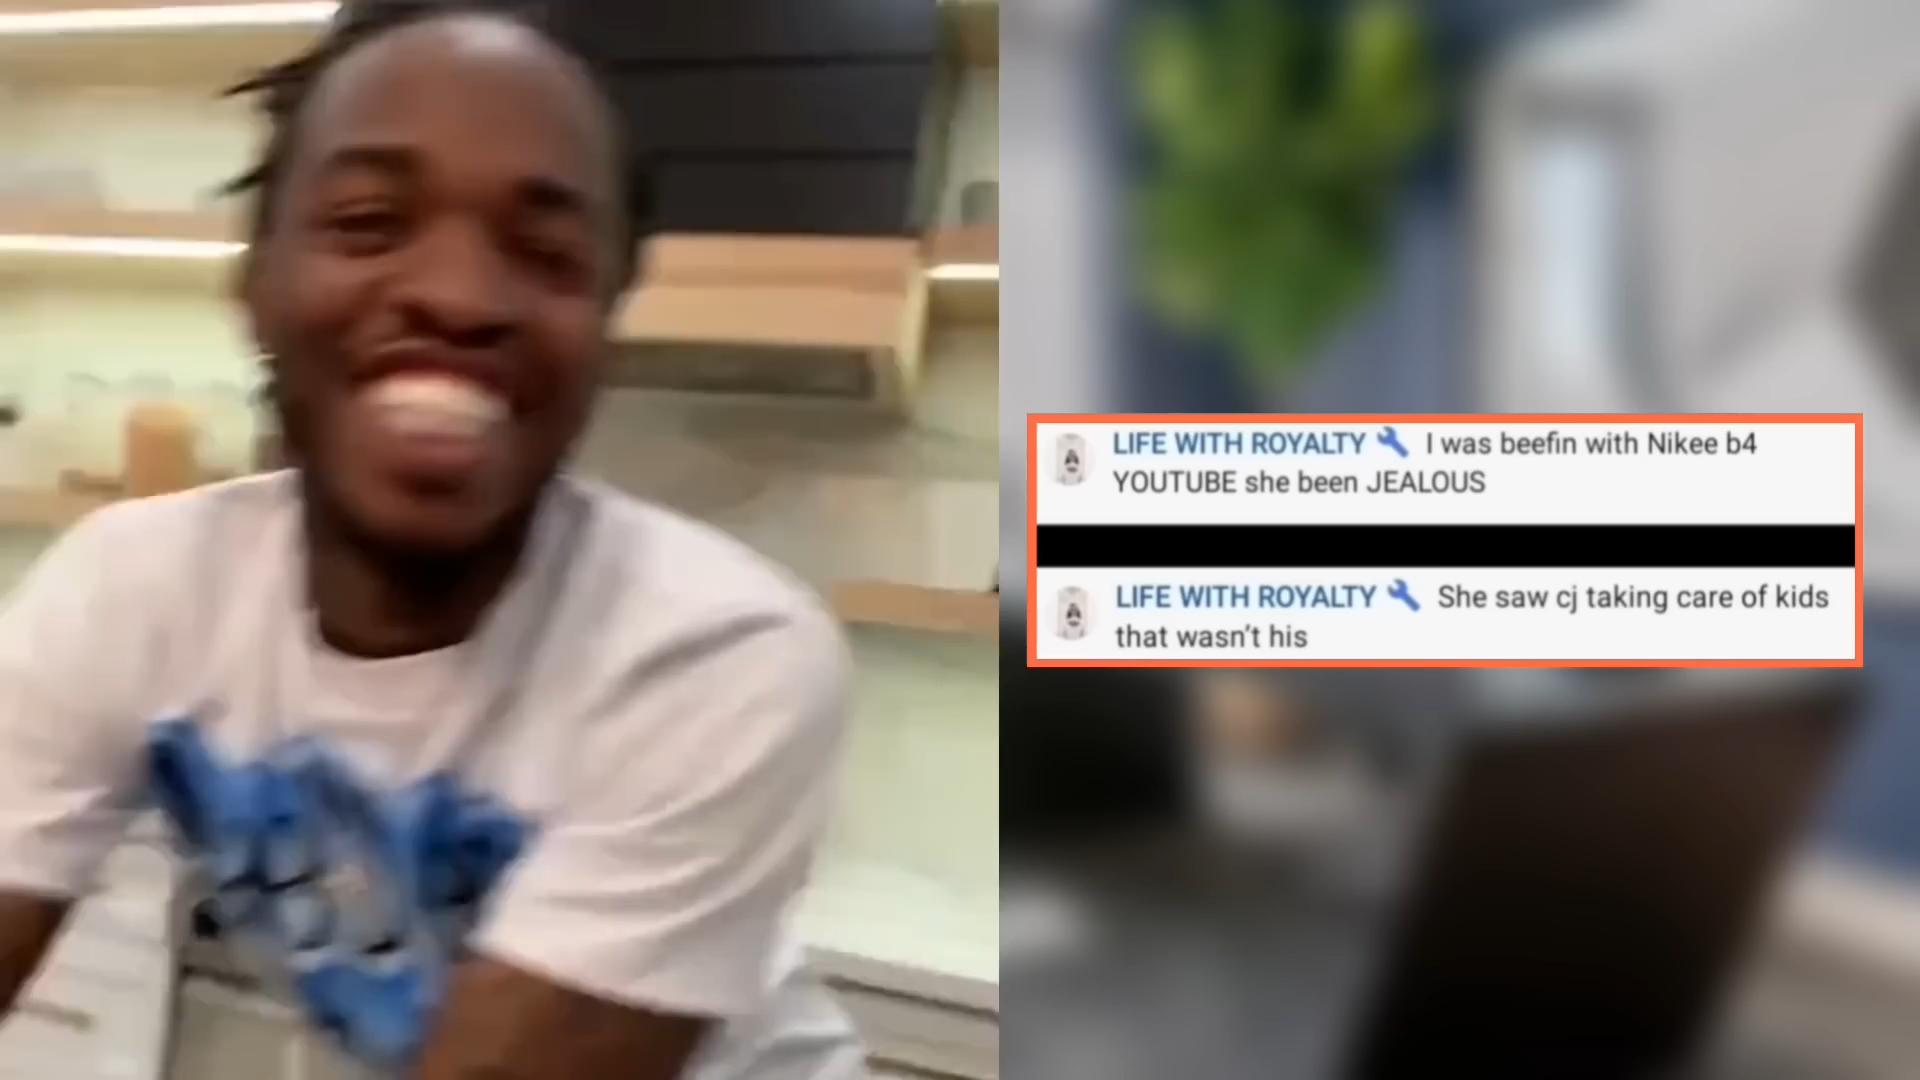 LIFE WITH ROYALTY I was beefin with Nikee b4
YOUTUBE she been JEALOUS
LIFE WITH ROYALTY She saw cj taking care of kids
that wasn't his